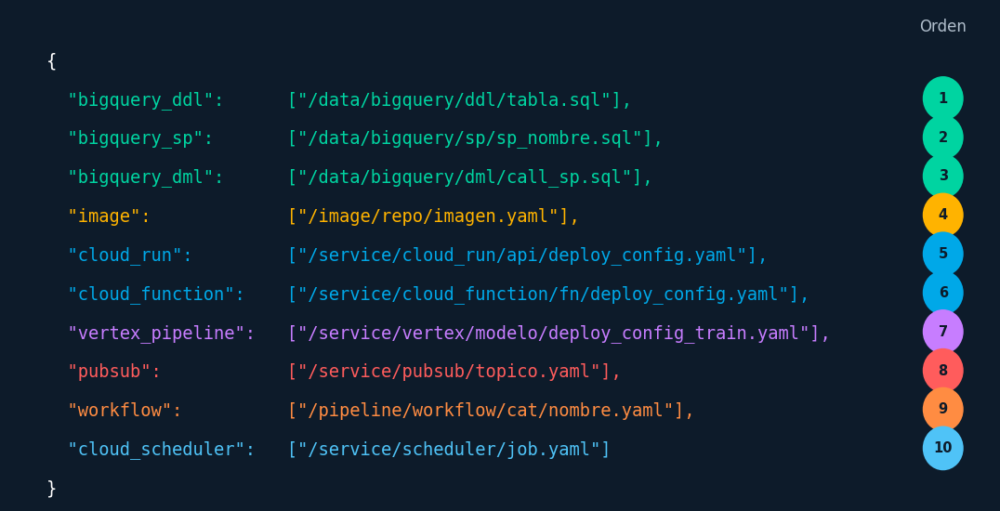 Orden
{
"bigquery_ddl": ["/data/bigquery/ddl/tabla.sql"], 1
"bigquery_sp": ["/data/bigquery/sp/sp_nombre.sql"], 2
"bigquery_dml": ["/data/bigquery/dml/call_sp.sql"], 3
"image": ["/image/repo/imagen.yaml"], 4
"cloud_run": ["/service/cloud_run/api/deploy_config.yaml"], 5
"cloud_function": ["/service/cloud_function/fn/deploy_config.yaml"], 6
"vertex_pipeline": ["/service/vertex/modelo/deploy_config_train.yaml"], 7
"pubsub": ["/service/pubsub/topico.yaml"], 8
"workflow": ["/pipeline/workflow/cat/nombre.yaml"], 9
"cloud_scheduler": ["/service/scheduler/job.yaml"] 10
}